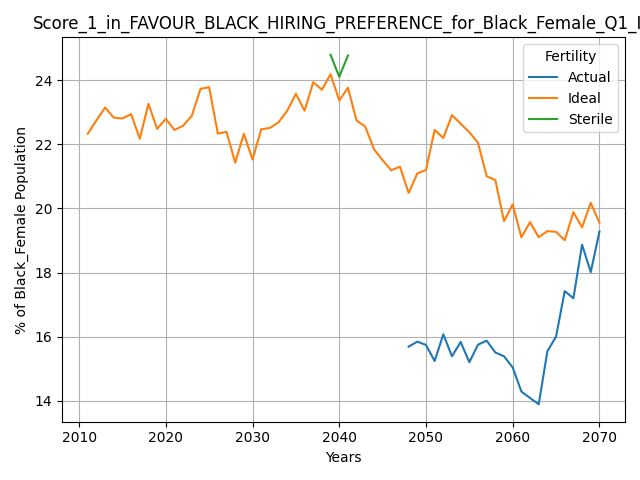 Score_1_in_FAVOUR_BLACK_HIRING_PREFERENCE_for_Black_Female_Q1_I
Fertility
Actual
Ideal
Sterile
% of Black_Female Population
24
22
20
18
16
14
2010 2020 2030 2040 2050 2060 2070
Years